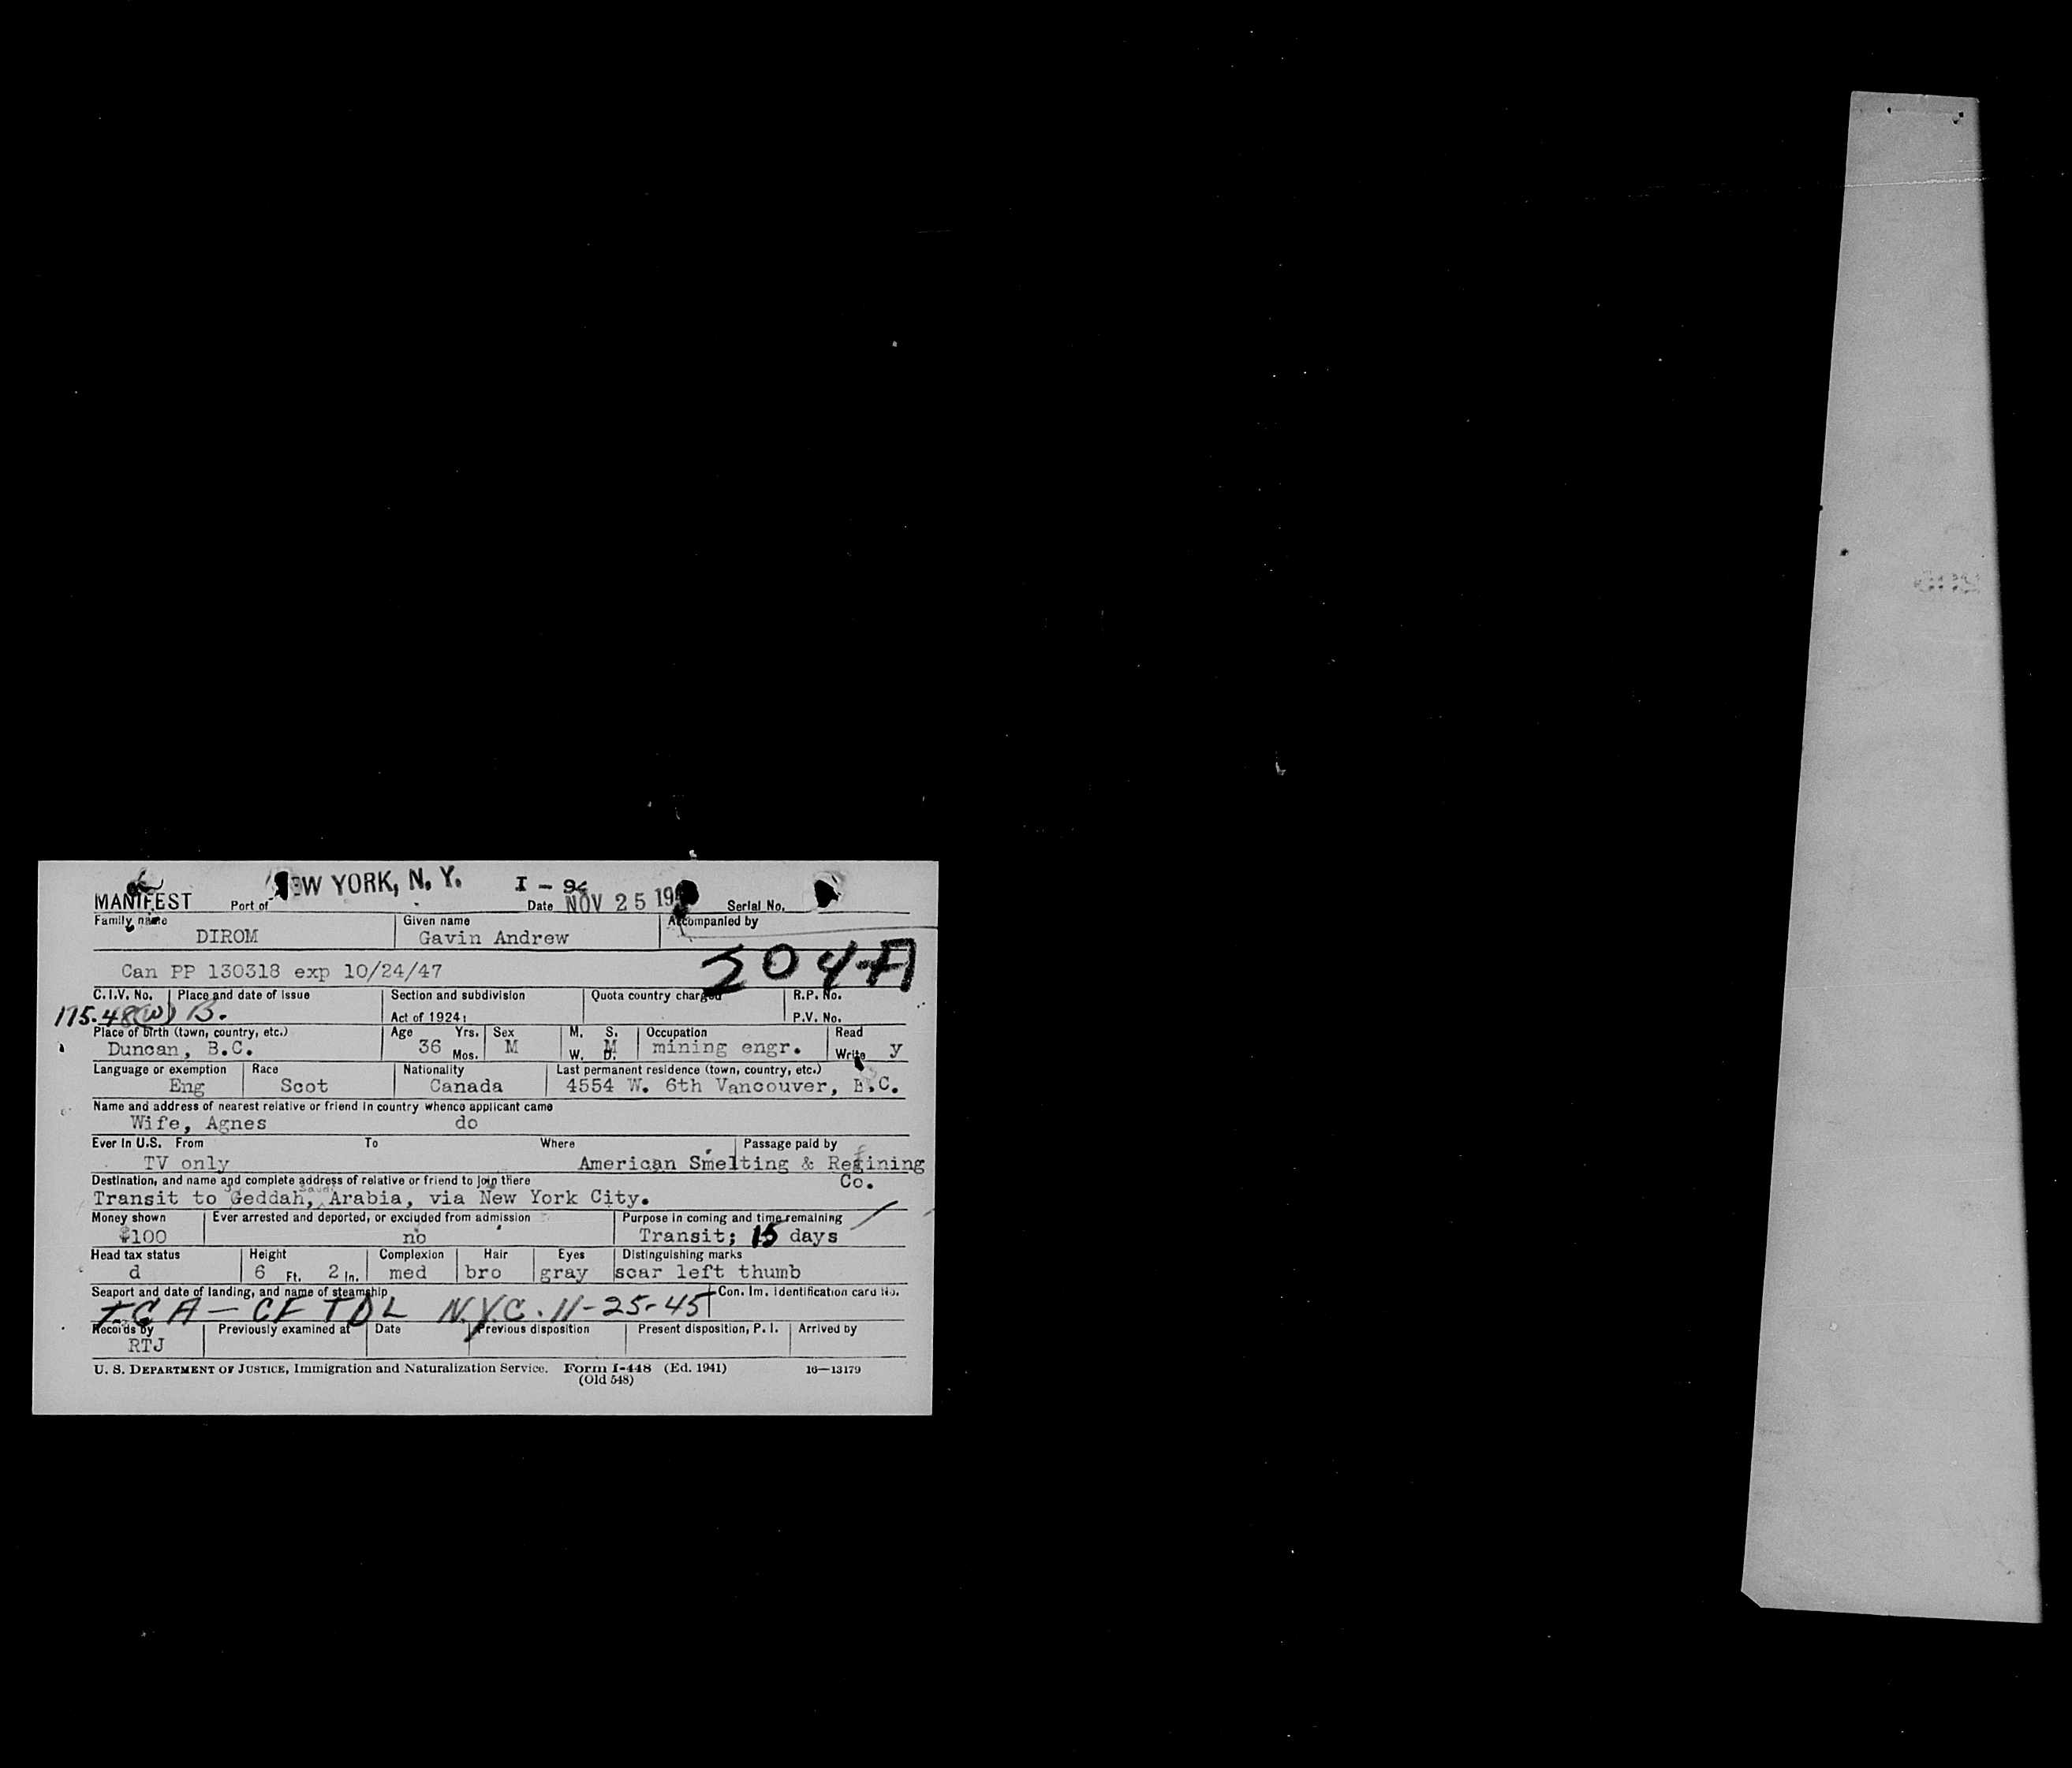 MANIFEST Port of NEW YORK, N. Y. I - 94 Date NOV 25 19 Serial No.
Family name Given name Accompanied by
DIROM Gavin Andrew
204-A
Can PP 130318 exp 10/24/47
C.I.V. No. Place and date of issue Section and subdivision Quota country charged R.P. No.
175.48(W) B. Act of 1924: P.V. No.
Place of birth (town, country, etc.) Age Yrs. Sex M. S. Occupation Read
Duncan, B.C. 36 Mos. M W. D. M mining engr. Write y
Language or exemption Race Nationality Last permanent residence (town, country, etc.)
Eng Scot Canada 4554 W. 6th Vancouver, B.C.
Name and address of nearest relative or friend in country whence applicant came
Wife, Agnes do
Ever in U.S. From To Where Passage paid by
TV only American Smelting & Refining
Destination, and name and complete address of relative or friend to join there Co.
Transit to Geddah, Saudi Arabia, via New York City.
Money shown Ever arrested and deported, or excluded from admission Purpose in coming and time remaining
$100 no Transit; 15 days
Head tax status Height Complexion Hair Eyes Distinguishing marks
d 6 Ft. 2 In. med bro gray scar left thumb
Seaport and date of landing, and name of steamship Con. Im. Identification card No.
TCA - CF TDL N.Y.C. 11-25-45
Records by Previously examined at Date Previous disposition Present disposition, P. I. Arrived by
RTJ
U. S. DEPARTMENT OF JUSTICE, Immigration and Naturalization Service. Form I-448 (Ed. 1941) 16—13179
(Old 548)